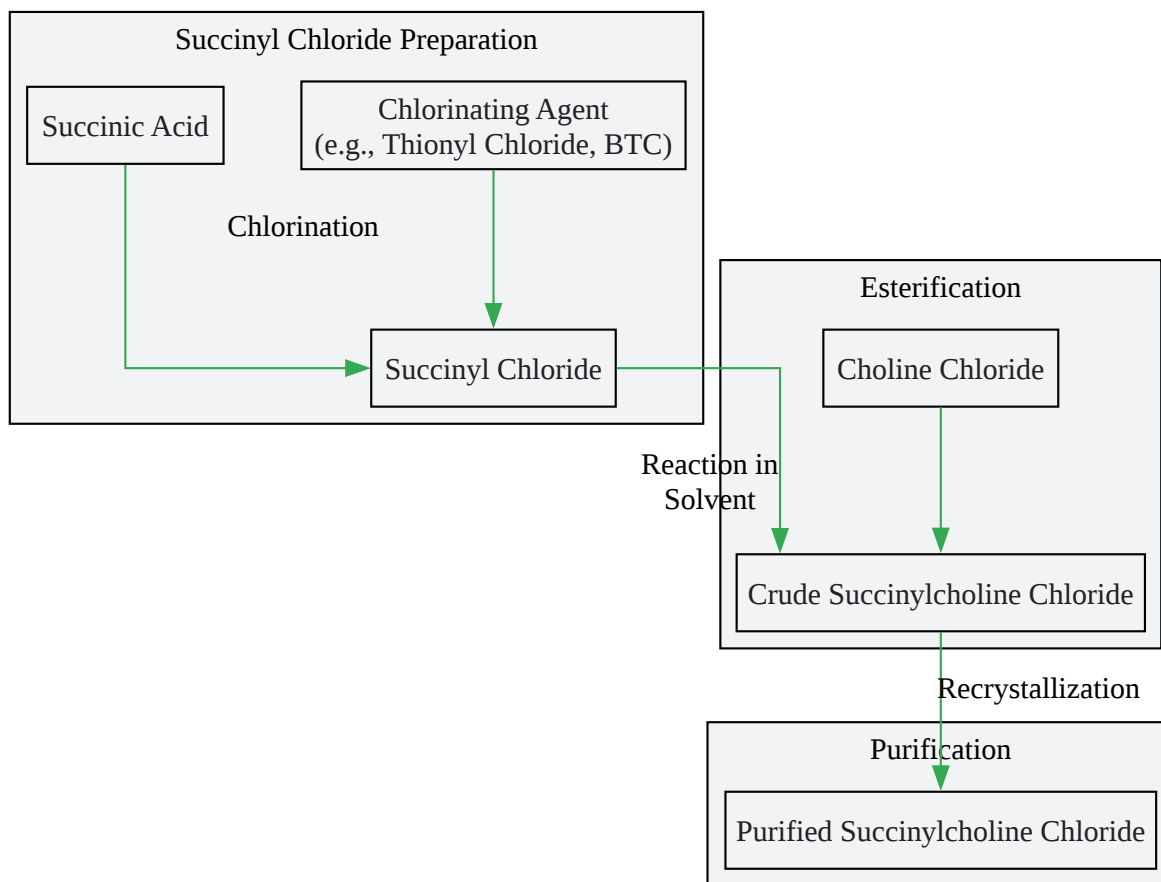 Succinyl Chloride Preparation
Succinic Acid
Chlorinating Agent
(e.g., Thionyl Chloride, BTC)
Chlorination
Succinyl Chloride
Esterification
Choline Chloride
Reaction in
Solvent
Crude Succinylcholine Chloride
Recrystallization
Purification
Purified Succinylcholine Chloride